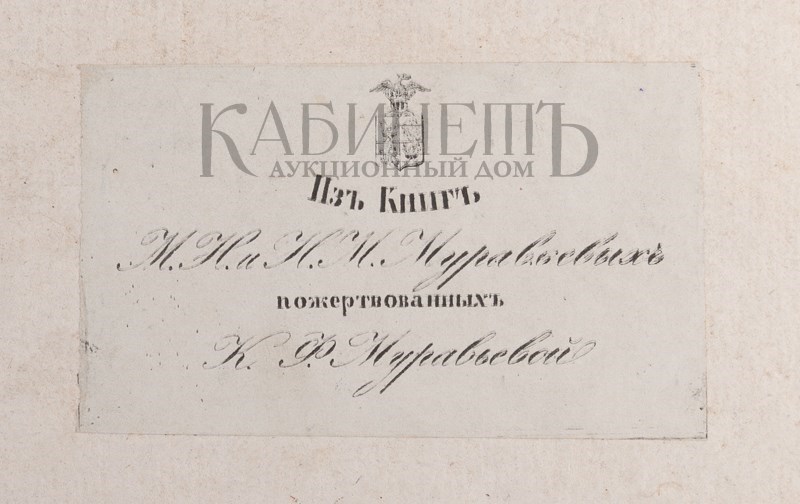 КАБИНЕТЪ
АУКЦИОННЫЙ ДОМ
Изъ Книгъ
М. Н. и Н. М. Муравьевыхъ
пожертвованныхъ
К. Ф. Муравьевой